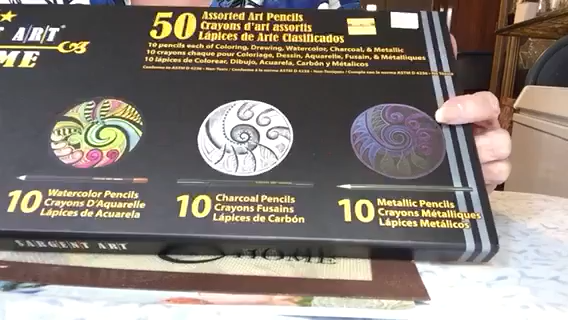 T A/RT
ME
50 Assorted Art Pencils
Crayons d'art assortis
Lápices de Arte Clasificados
10 pencils each of Coloring, Drawing, Watercolor, Charcoal, & Metallic
10 crayons chaque pour Coloriage, Dessin, Aquarelle, Fusain, & Métalliques
10 lápices de Colorear, Dibujo, Acuarela, Carbón y Metálicos
10 Watercolor Pencils
Crayons D'Aquarelle
Lápices de Acuarela
10 Charcoal Pencils
Crayons Fusains
Lápices de Carbón
10 Metallic Pencils
Crayons Métalliques
Lápices Metálicos
SARGENT ART
HOME